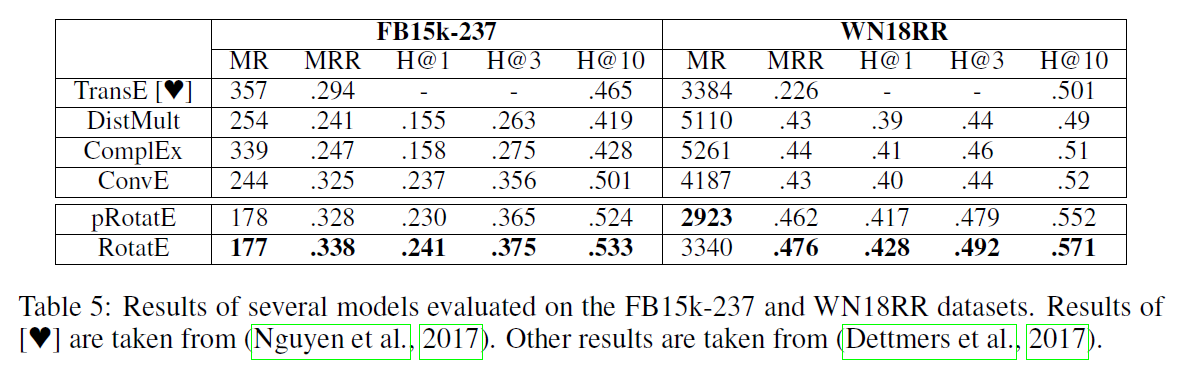 FB15k-237 WN18RR
MR MRR H@1 H@3 H@10 MR MRR H@1 H@3 H@10
TransE [♥] 357 .294 - - .465 3384 .226 - - .501
DistMult 254 .241 .155 .263 .419 5110 .43 .39 .44 .49
ComplEx 339 .247 .158 .275 .428 5261 .44 .41 .46 .51
ConvE 244 .325 .237 .356 .501 4187 .43 .40 .44 .52
pRotatE 178 .328 .230 .365 .524 2923 .462 .417 .479 .552
RotatE 177 .338 .241 .375 .533 3340 .476 .428 .492 .571
Table 5: Results of several models evaluated on the FB15k-237 and WN18RR datasets. Results of
[♥] are taken from (Nguyen et al., 2017). Other results are taken from (Dettmers et al., 2017).